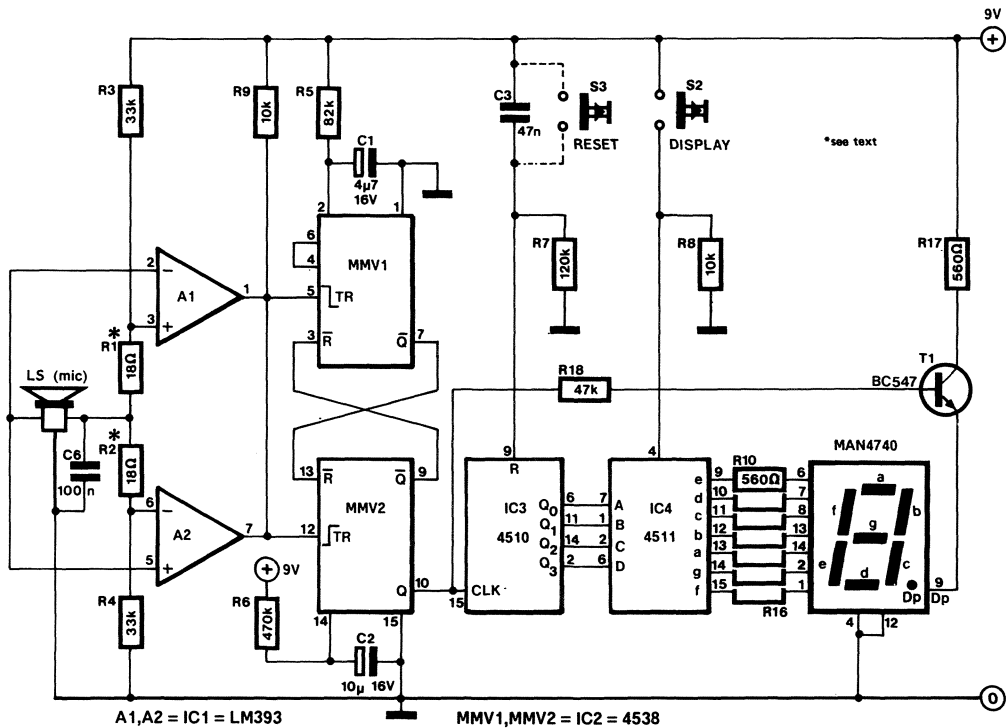 9V
R3
33k
R9
10k
R5
82k
C1
4µ7
16V
C3
47n
S3
RESET
S2
DISPLAY
*see text
2
1
6
4
MMV1
5
TR
3
R̅
Q̅
7
2
−
A1
1
3
+
*
R1
18Ω
LS (mic)
*
R2
18Ω
C6
100n
6
−
A2
7
5
+
R4
33k
R7
120k
R8
10k
R17
560Ω
T1
BC547
R18
47k
13
R̅
Q̅
9
MMV2
12
TR
Q
10
14
15
9V
R6
470k
C2
10µ 16V
9
R
IC3
4510
15
CLK
Q0 6
Q1 11
Q2 14
Q3 2
4
IC4
4511
7 A
1 B
2 C
6 D
e 9
d 10
c 11
b 12
a 13
g 14
f 15
R10
560Ω
R16
MAN4740
6
7
8
13
14
2
1
a
f
b
g
e
c
d
Dp
9
Dp
4
12
0
A1,A2 = IC1 = LM393
MMV1,MMV2 = IC2 = 4538